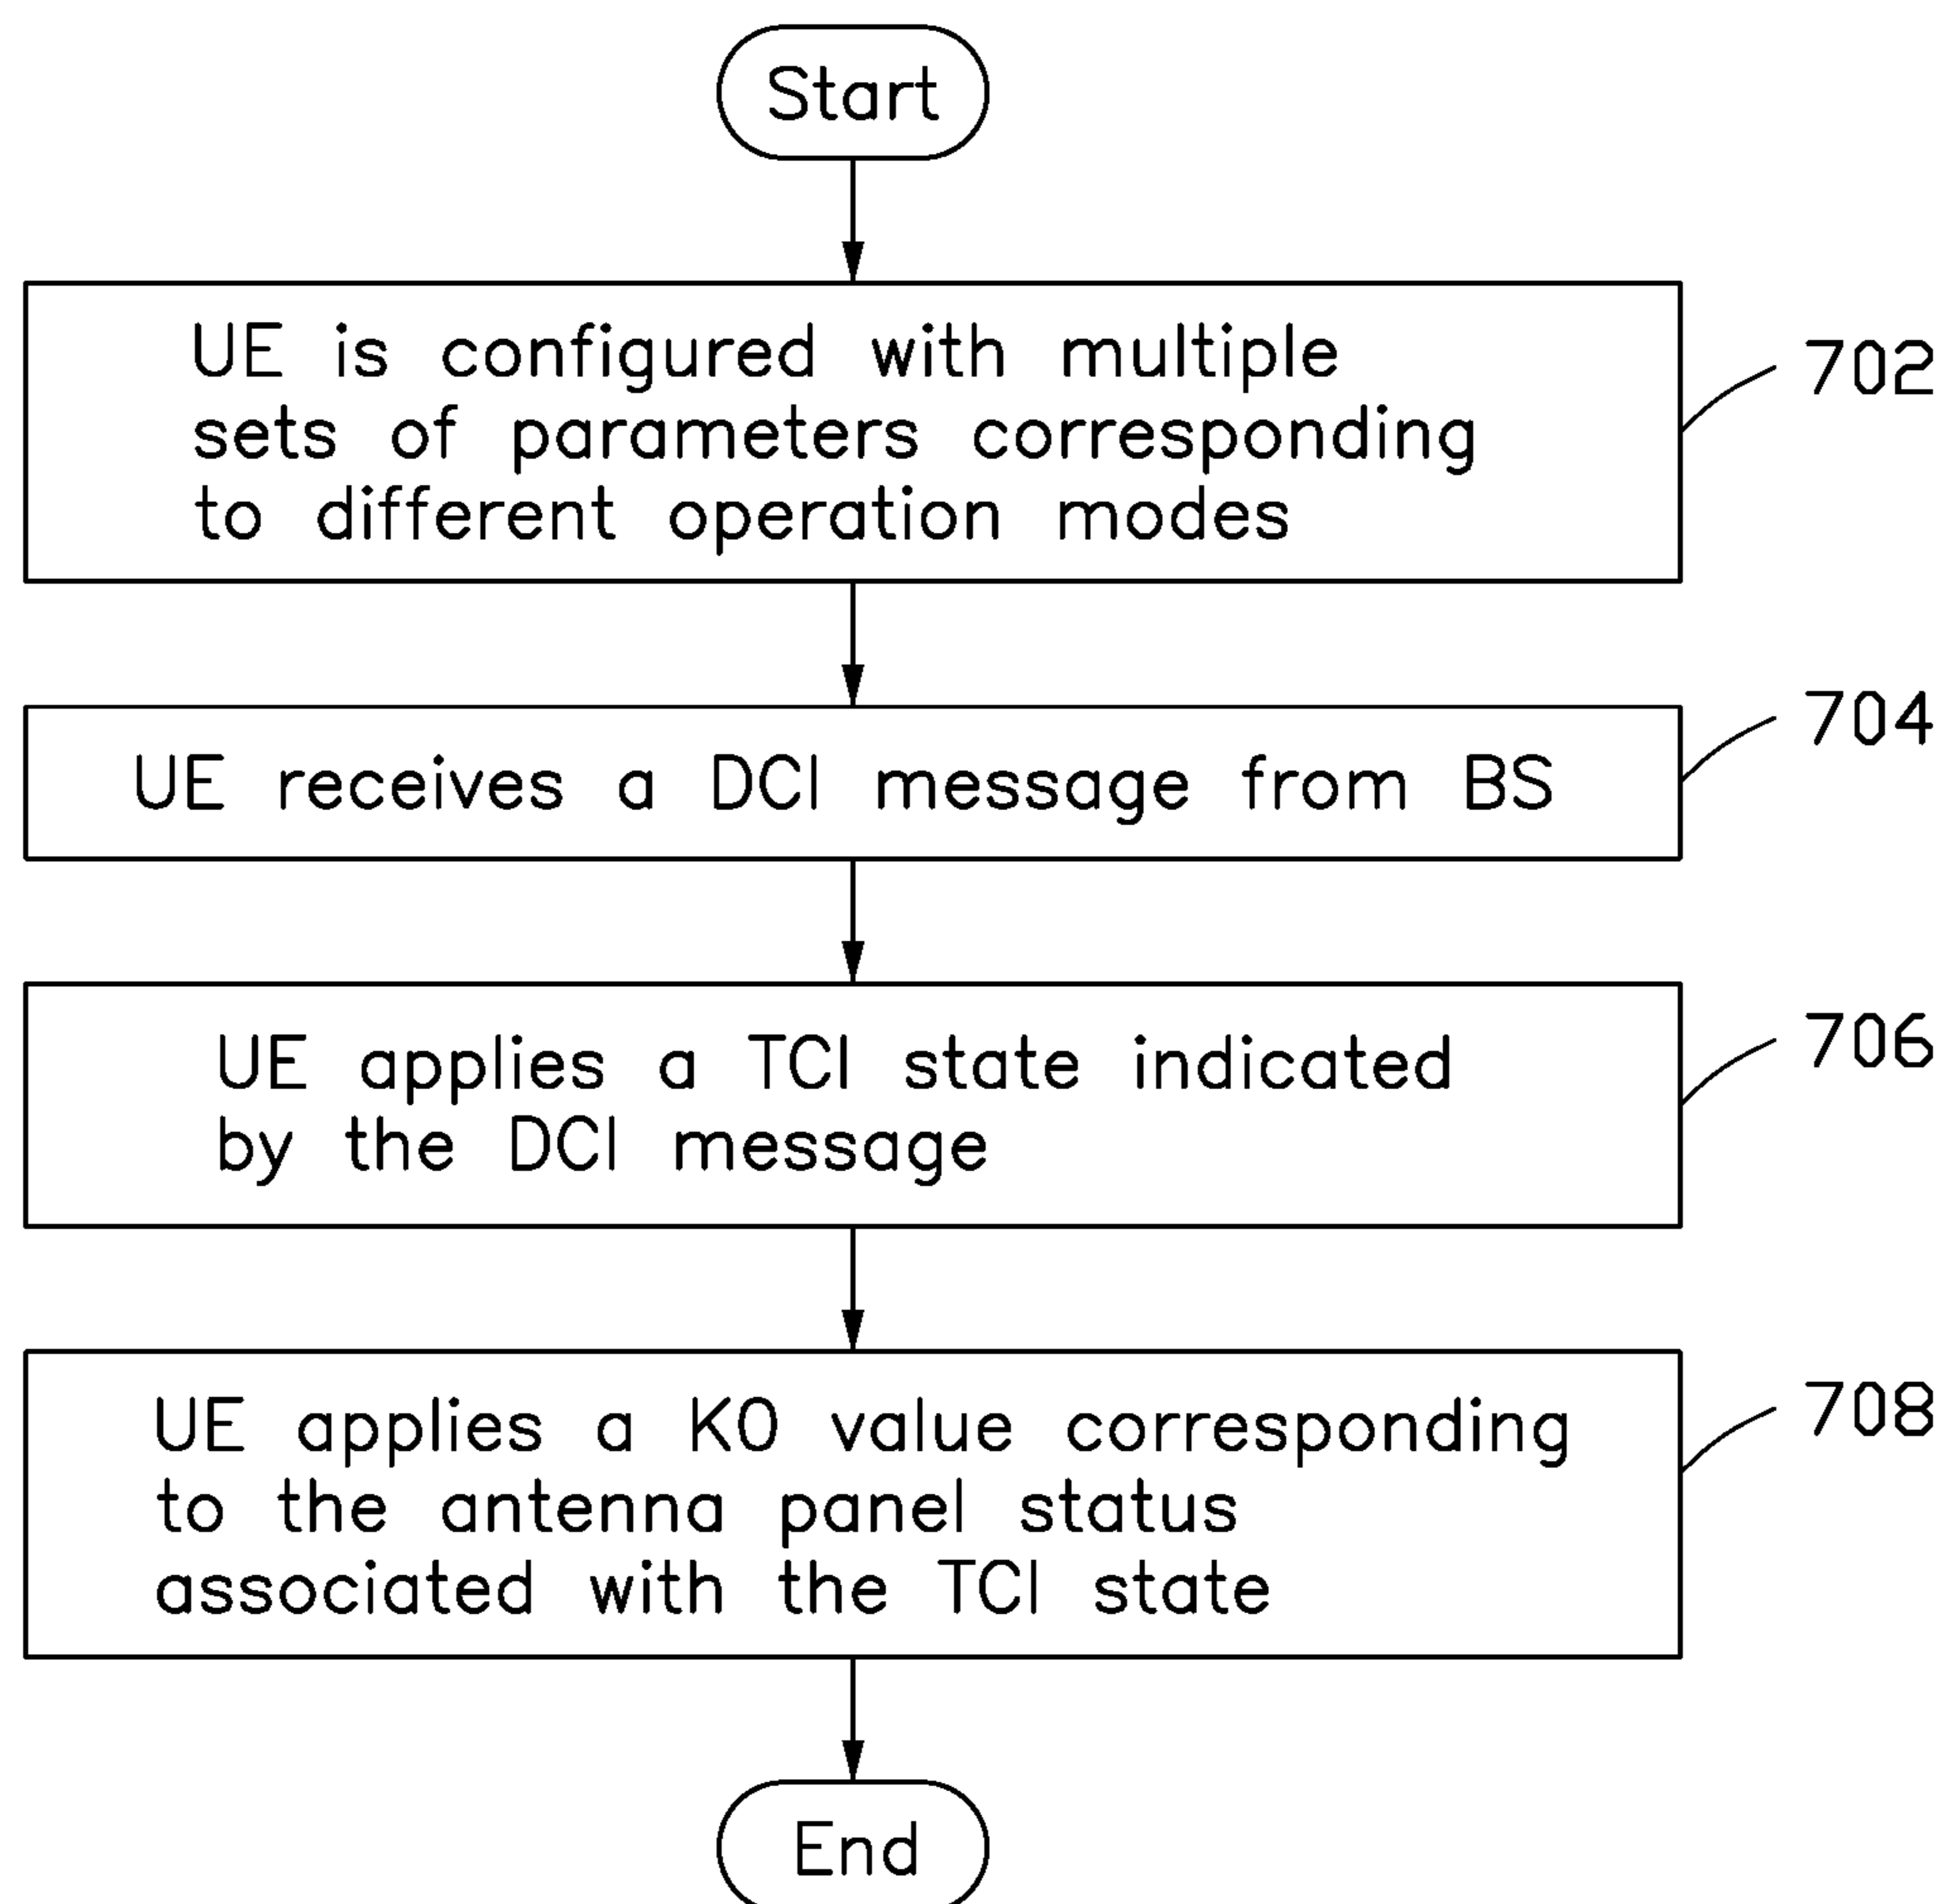 Start
UE is configured with multiple
sets of parameters corresponding
to different operation modes
702
UE receives a DCI message from BS
704
UE applies a TCI state indicated
by the DCI message
706
UE applies a K0 value corresponding
to the antenna panel status
associated with the TCI state
708
End